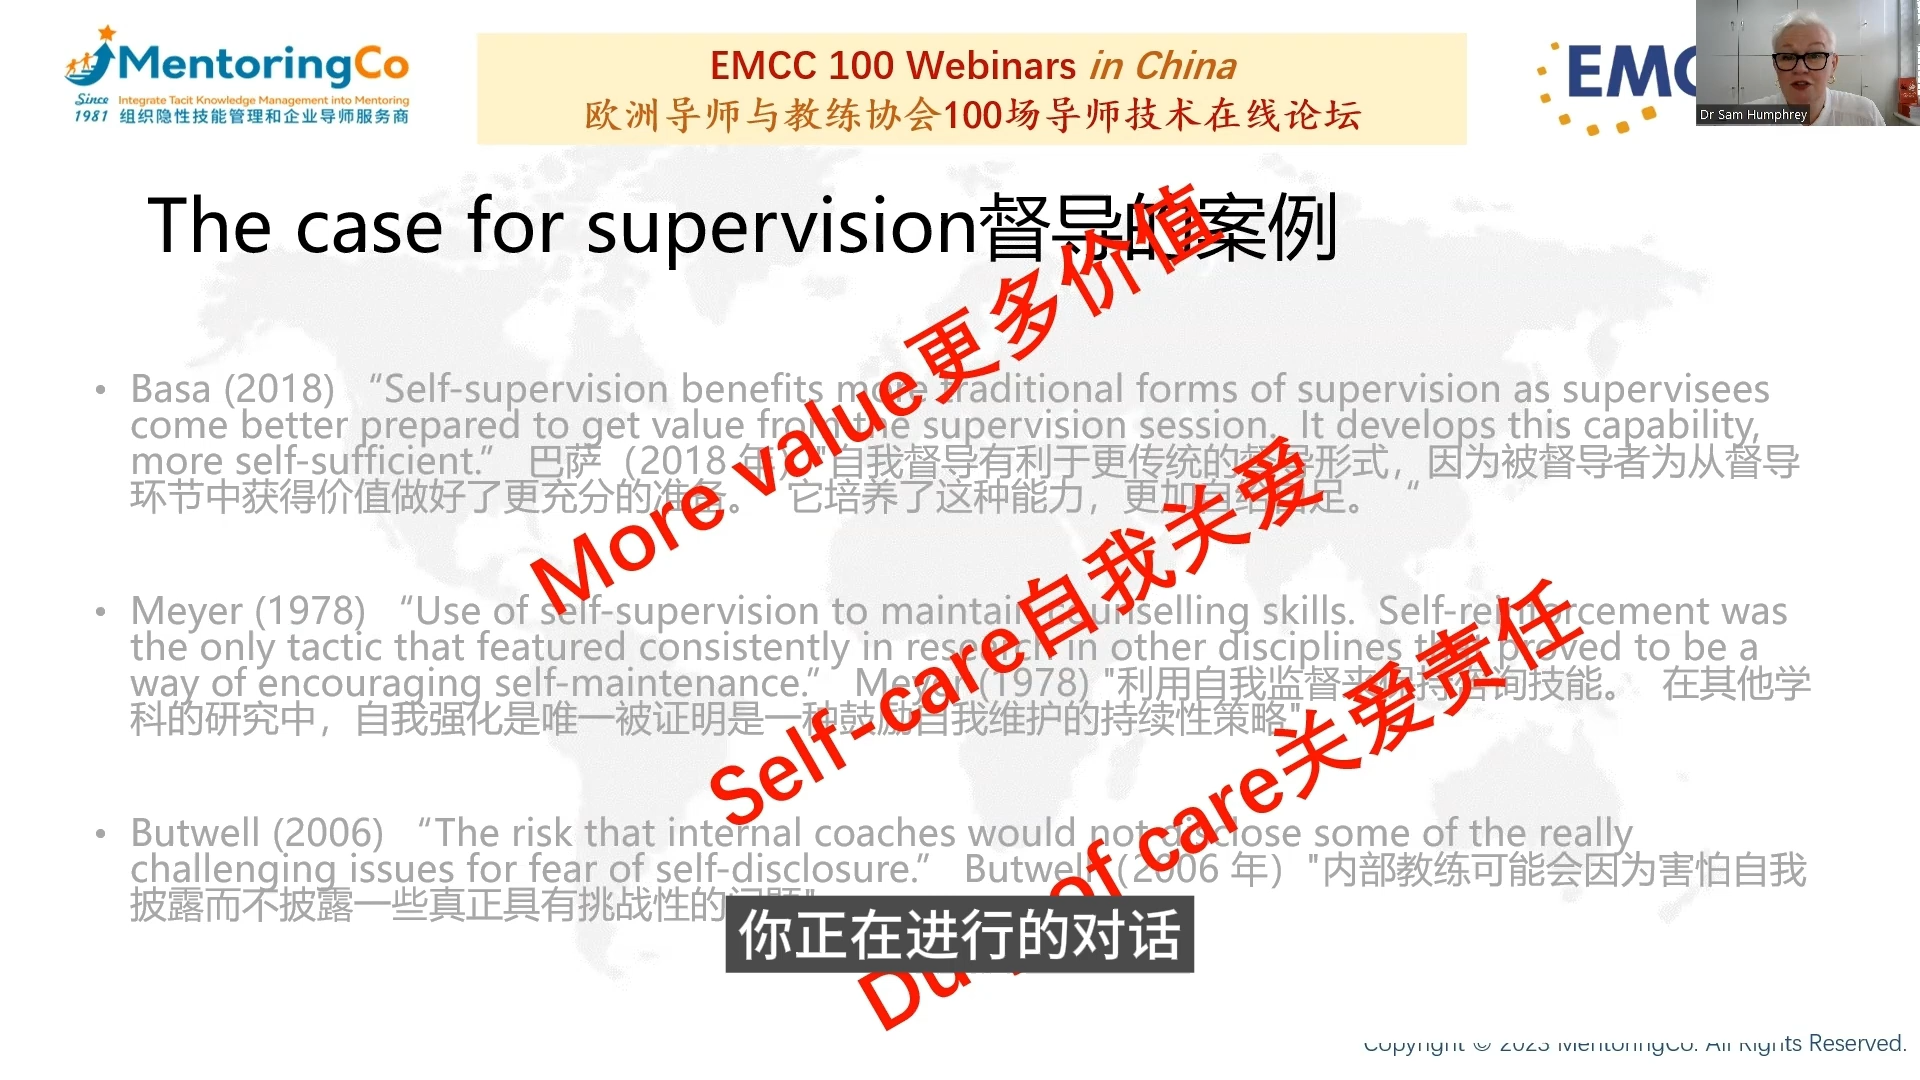 MentoringCo
Since 1981
Integrate Tacit Knowledge Management into Mentoring
组织隐性技能管理和企业导师服务商
EMCC 100 Webinars in China
欧洲导师与教练协会100场导师技术在线论坛
EMC
Dr Sam Humphrey
The case for supervision督导的案例
• Basa (2018) “Self-supervision benefits more traditional forms of supervision as supervisees
come better prepared to get value from the supervision session. It develops this capability,
more self-sufficient.” 巴萨（2018 年）"自我督导有利于更传统的督导形式，因为被督导者为从督导
环节中获得价值做好了更充分的准备。 它培养了这种能力，更加自给自足。“
• Meyer (1978) “Use of self-supervision to maintain counselling skills. Self-reinforcement was
the only tactic that featured consistently in research in other disciplines that proved to be a
way of encouraging self-maintenance.” Meyer (1978) "利用自我监督来保持咨询技能。 在其他学
科的研究中，自我强化是唯一被证明是一种鼓励自我维护的持续性策略"
• Butwell (2006) “The risk that internal coaches would not disclose some of the really
challenging issues for fear of self-disclosure.” Butwell（2006 年）"内部教练可能会因为害怕自我
披露而不披露一些真正具有挑战性的问题"
More value更多价值
Self-care自我关爱
Duty of care关爱责任
你正在进行的对话
Copyright © 2023 MentoringCo. All Rights Reserved.